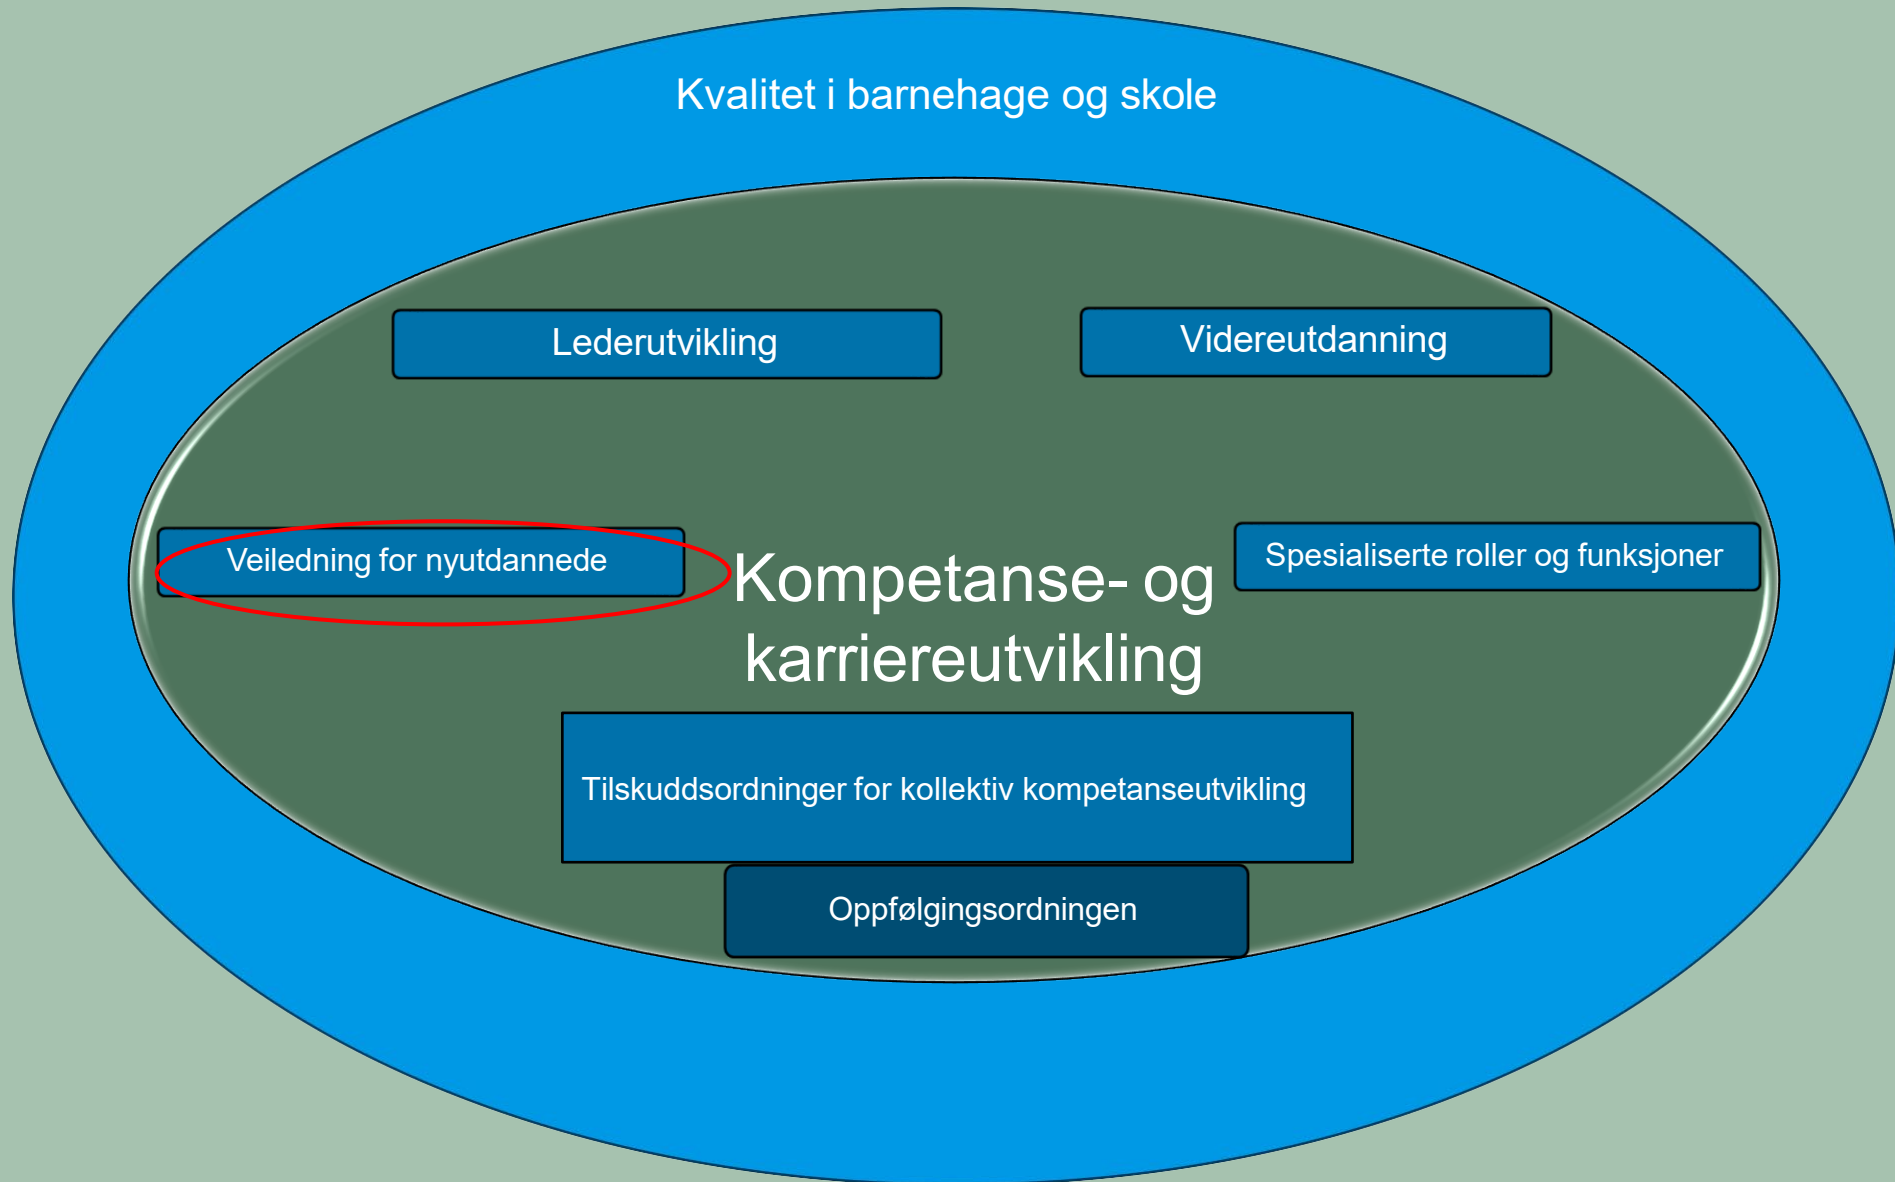 Kvalitet i barnehage og skole
Lederutvikling
Videreutdanning
Veiledning for nyutdannede
Spesialiserte roller og funksjoner
Kompetanse- og
karriereutvikling
Tilskuddsordninger for kollektiv kompetanseutvikling
Oppfølgingsordningen